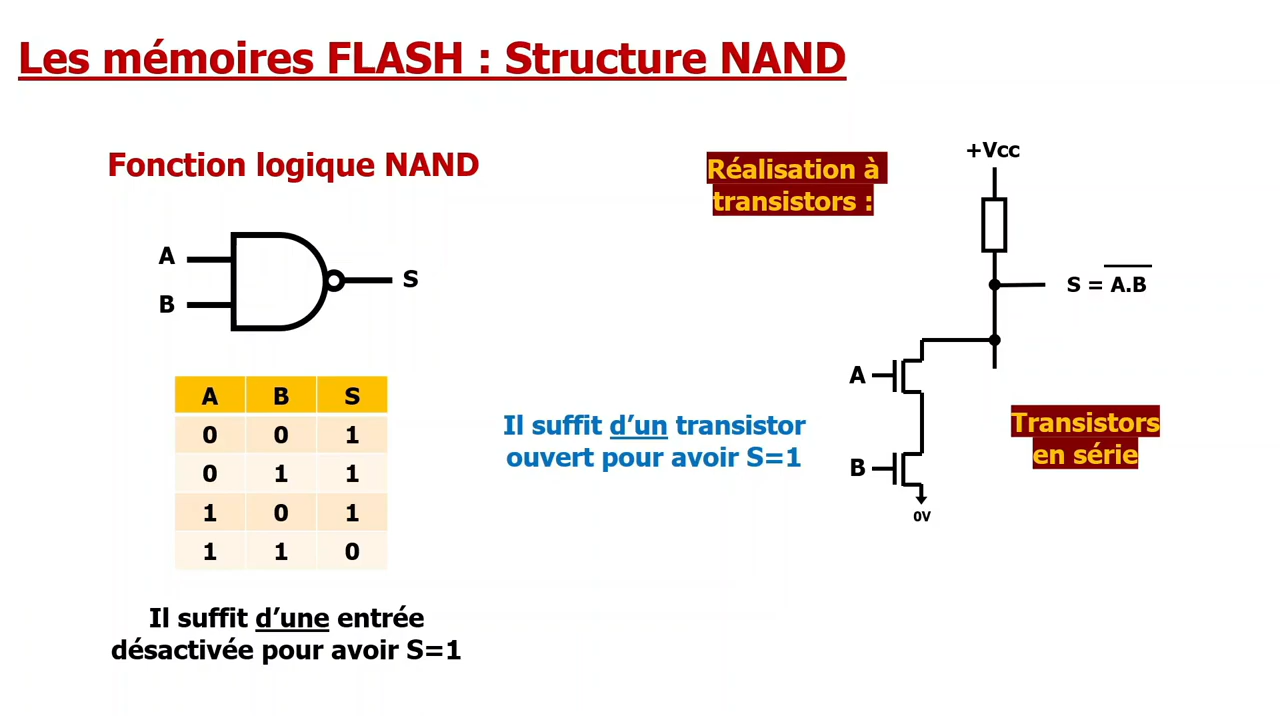 Les mémoires FLASH : Structure NAND
Fonction logique NAND
A
B
S
A B S
0 0 1
0 1 1
1 0 1
1 1 0
Il suffit d’une entrée
désactivée pour avoir S=1
Il suffit d’un transistor
ouvert pour avoir S=1
Réalisation à
transistors :
+Vcc
S = A̅.̅B̅
A
B
0V
Transistors
en série